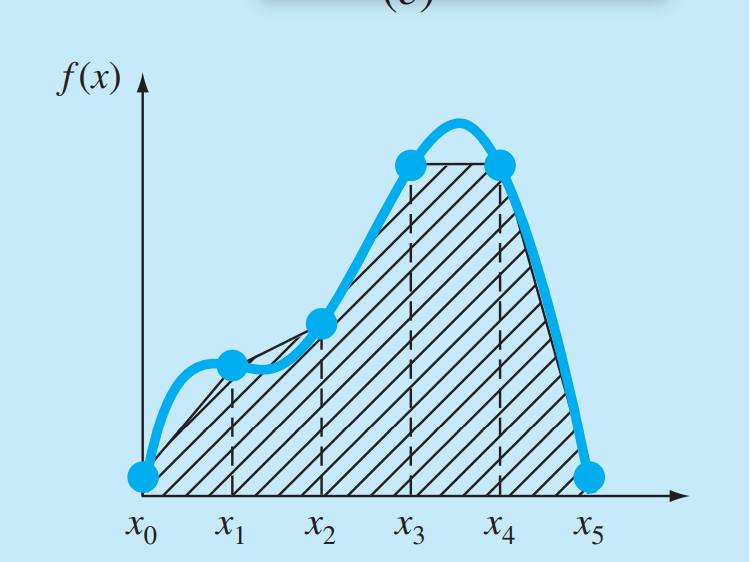 f(x)
x₀ x₁ x₂ x₃ x₄ x₅